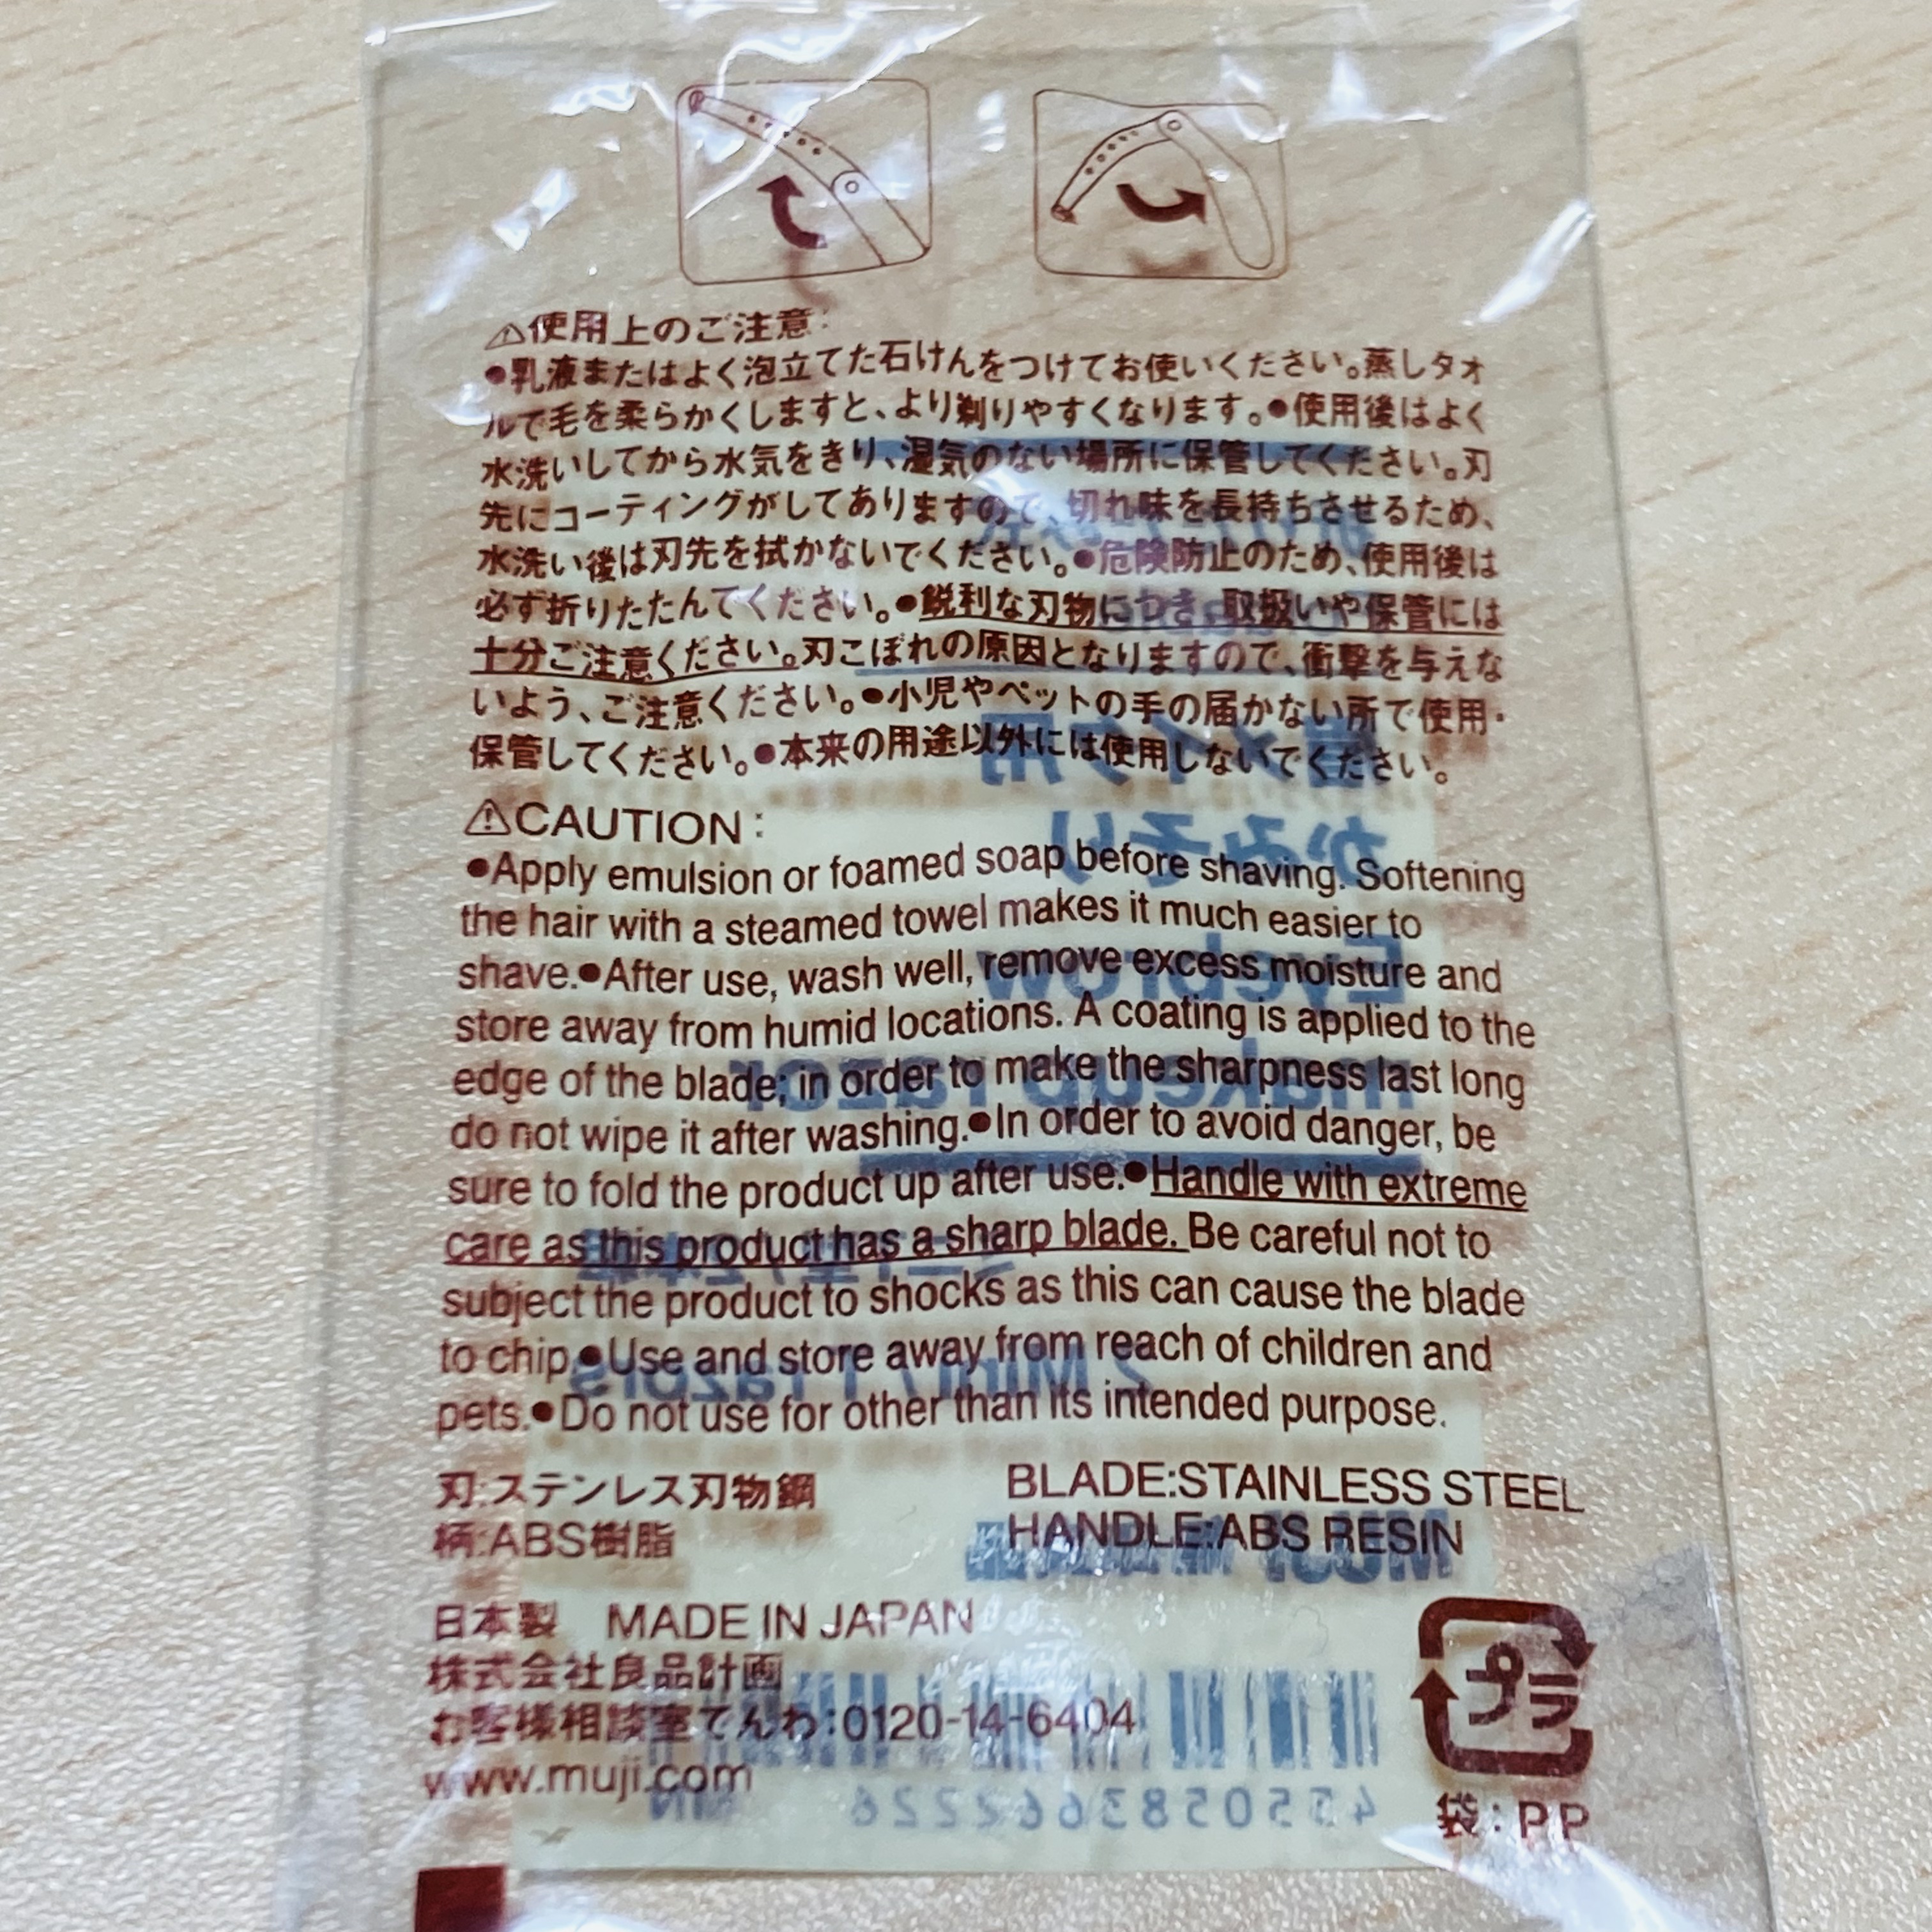 ⚠使用上のご注意:
●乳液またはよく泡立てた石けんをつけてお使いください。蒸しタオ
ルで毛を柔らかくしますと、より剃りやすくなります。●使用後はよく
水洗いしてから水気をきり、湿気のない場所に保管してください。刃
先にコーティングがしてありますので、切れ味を長持ちさせるため、
水洗い後は刃先を拭かないでください。●危険防止のため、使用後は
必ず折りたたんでください。●鋭利な刃物につき、取扱いや保管には
十分ご注意ください。刃こぼれの原因となりますので、衝撃を与えな
いよう、ご注意ください。●小児やペットの手の届かない所で使用・
保管してください。●本来の用途以外には使用しないでください。
⚠CAUTION:
●Apply emulsion or foamed soap before shaving. Softening
the hair with a steamed towel makes it much easier to
shave.●After use, wash well, remove excess moisture and
store away from humid locations. A coating is applied to the
edge of the blade; in order to make the sharpness last long
do not wipe it after washing.●In order to avoid danger, be
sure to fold the product up after use.●Handle with extreme
care as this product has a sharp blade. Be careful not to
subject the product to shocks as this can cause the blade
to chip.●Use and store away from reach of children and
pets.●Do not use for other than its intended purpose.
刃:ステンレス刃物鋼 BLADE:STAINLESS STEEL
柄:ABS樹脂 HANDLE:ABS RESIN
日本製 MADE IN JAPAN
株式会社良品計画
お客様相談室でんわ:0120-14-6404
www.muji.com
プラ
袋:PP
かみそり
Eyebrow
makeup razor
2 Mini / T razors
MUJI
4550583662226